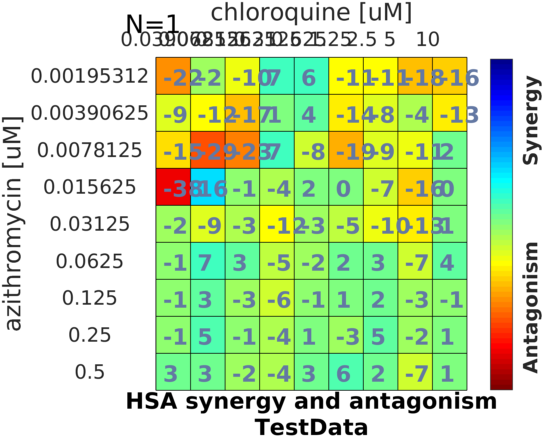 chloroquine [uM]
N=1
2.5 5 10
0.00195312 -22 -2 -10 7 6 -11 -11 -18 -16
0.00390625 -9 -12 -17 1 4 -14 -8 -4 -13
0.0078125 -15 -29 -23 7 -8 -19 -9 -11 2
0.015625 -38 16 -1 -4 2 0 -7 -16 0
0.03125 -2 -9 -3 -12 -3 -5 -10 -13 1
0.0625 -1 7 3 -5 -2 2 3 -7 4
0.125 -1 3 -3 -6 -1 1 2 -3 -1
0.25 -1 5 -1 -4 1 -3 5 -2 1
0.5 3 3 -2 -4 3 6 2 -7 1
azithromycin [uM]
Synergy
Antagonism
HSA synergy and antagonism
TestData